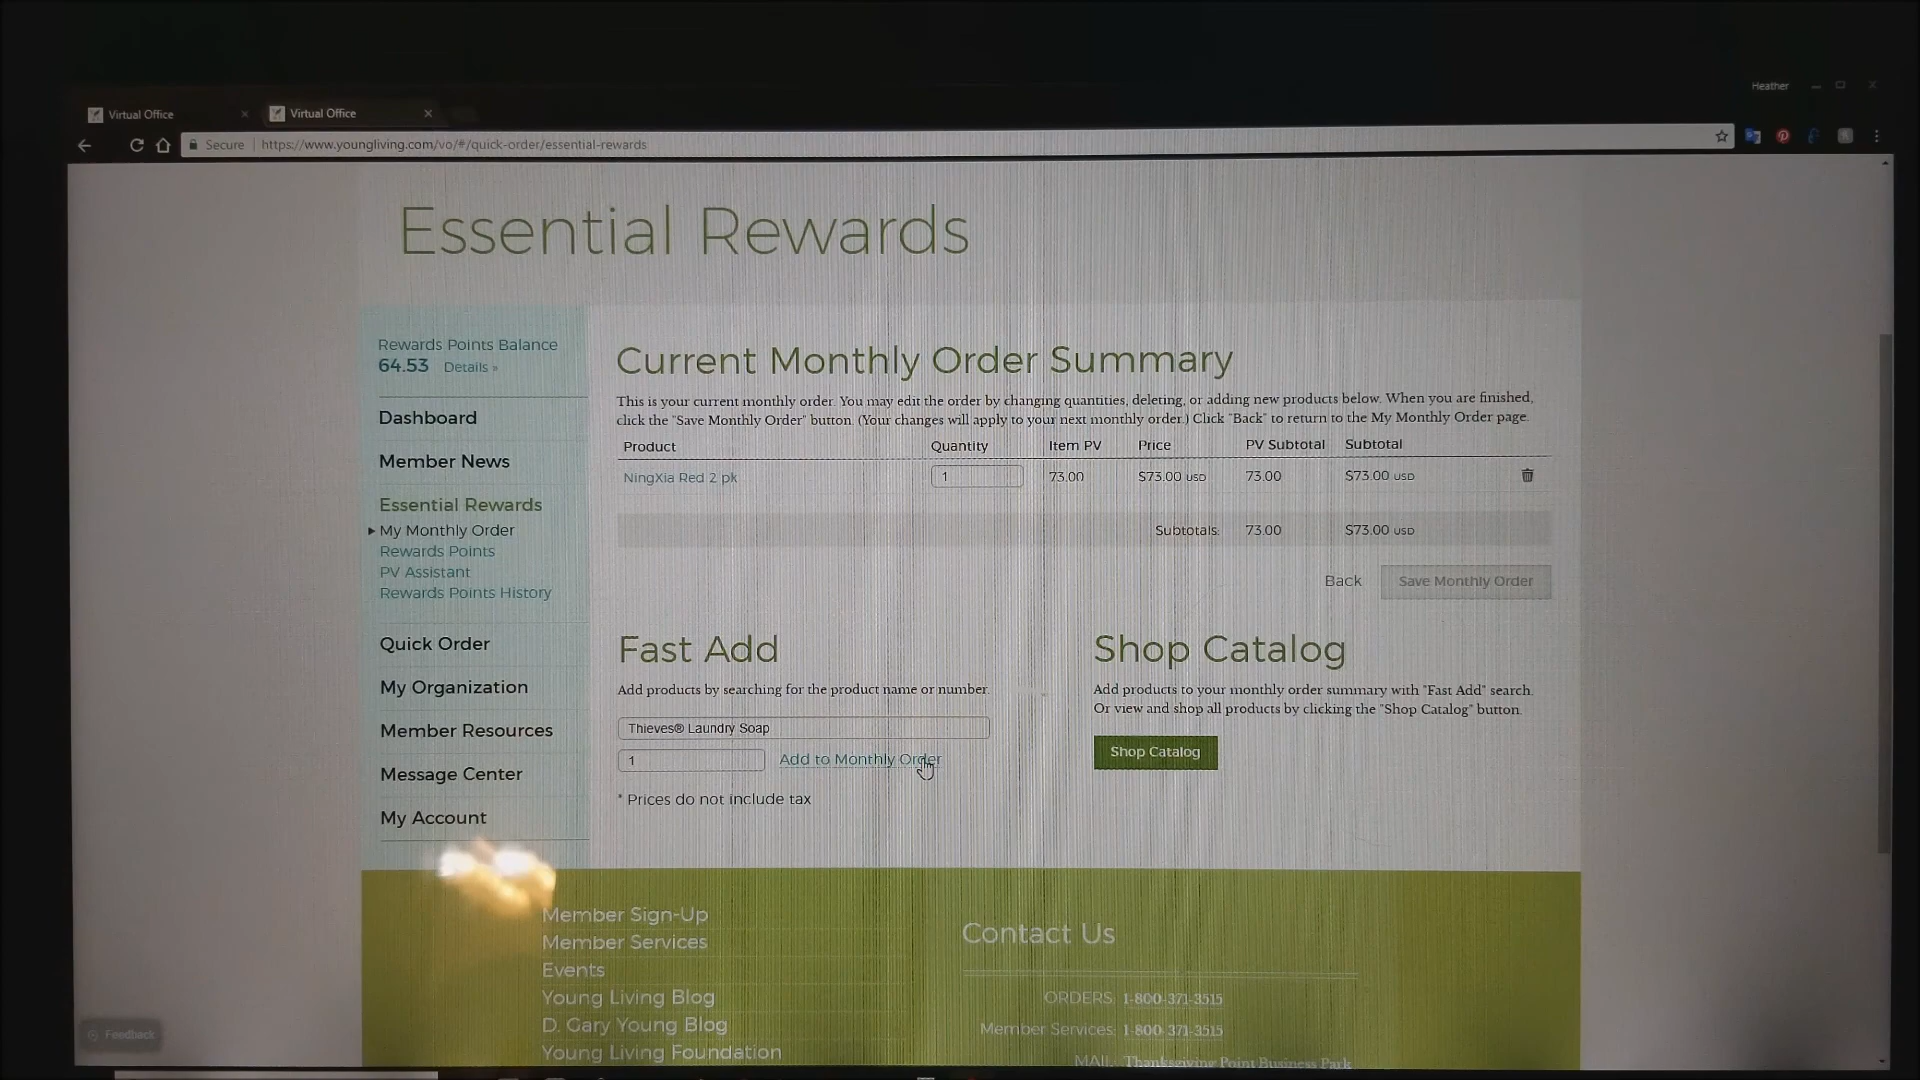 Heather
Virtual Office
Virtual Office
Secure
https://www.youngliving.com/vo/#/quick-order/essential-rewards
Essential Rewards
Rewards Points Balance
64.53 Details »
Dashboard
Member News
Essential Rewards
My Monthly Order
Rewards Points
PV Assistant
Rewards Points History
Quick Order
My Organization
Member Resources
Message Center
My Account
Current Monthly Order Summary
This is your current monthly order. You may edit the order by changing quantities, deleting, or adding new products below. When you are finished,
click the "Save Monthly Order" button. (Your changes will apply to your next monthly order.) Click "Back" to return to the My Monthly Order page.
Product Quantity Item PV Price PV Subtotal Subtotal
NingXia Red 2 pk 1 73.00 $73.00 USD 73.00 $73.00 USD
Subtotals: 73.00 $73.00 USD
Back Save Monthly Order
Fast Add
Add products by searching for the product name or number.
Thieves® Laundry Soap
1 Add to Monthly Order
* Prices do not include tax
Shop Catalog
Add products to your monthly order summary with "Fast Add" search.
Or view and shop all products by clicking the "Shop Catalog" button.
Shop Catalog
Member Sign-Up
Member Services
Events
Young Living Blog
D. Gary Young Blog
Young Living Foundation
Contact Us
ORDERS: 1-800-371-3515
Member Services: 1-800-371-3515
MAIL: Thanksgiving Point Business Park
Feedback